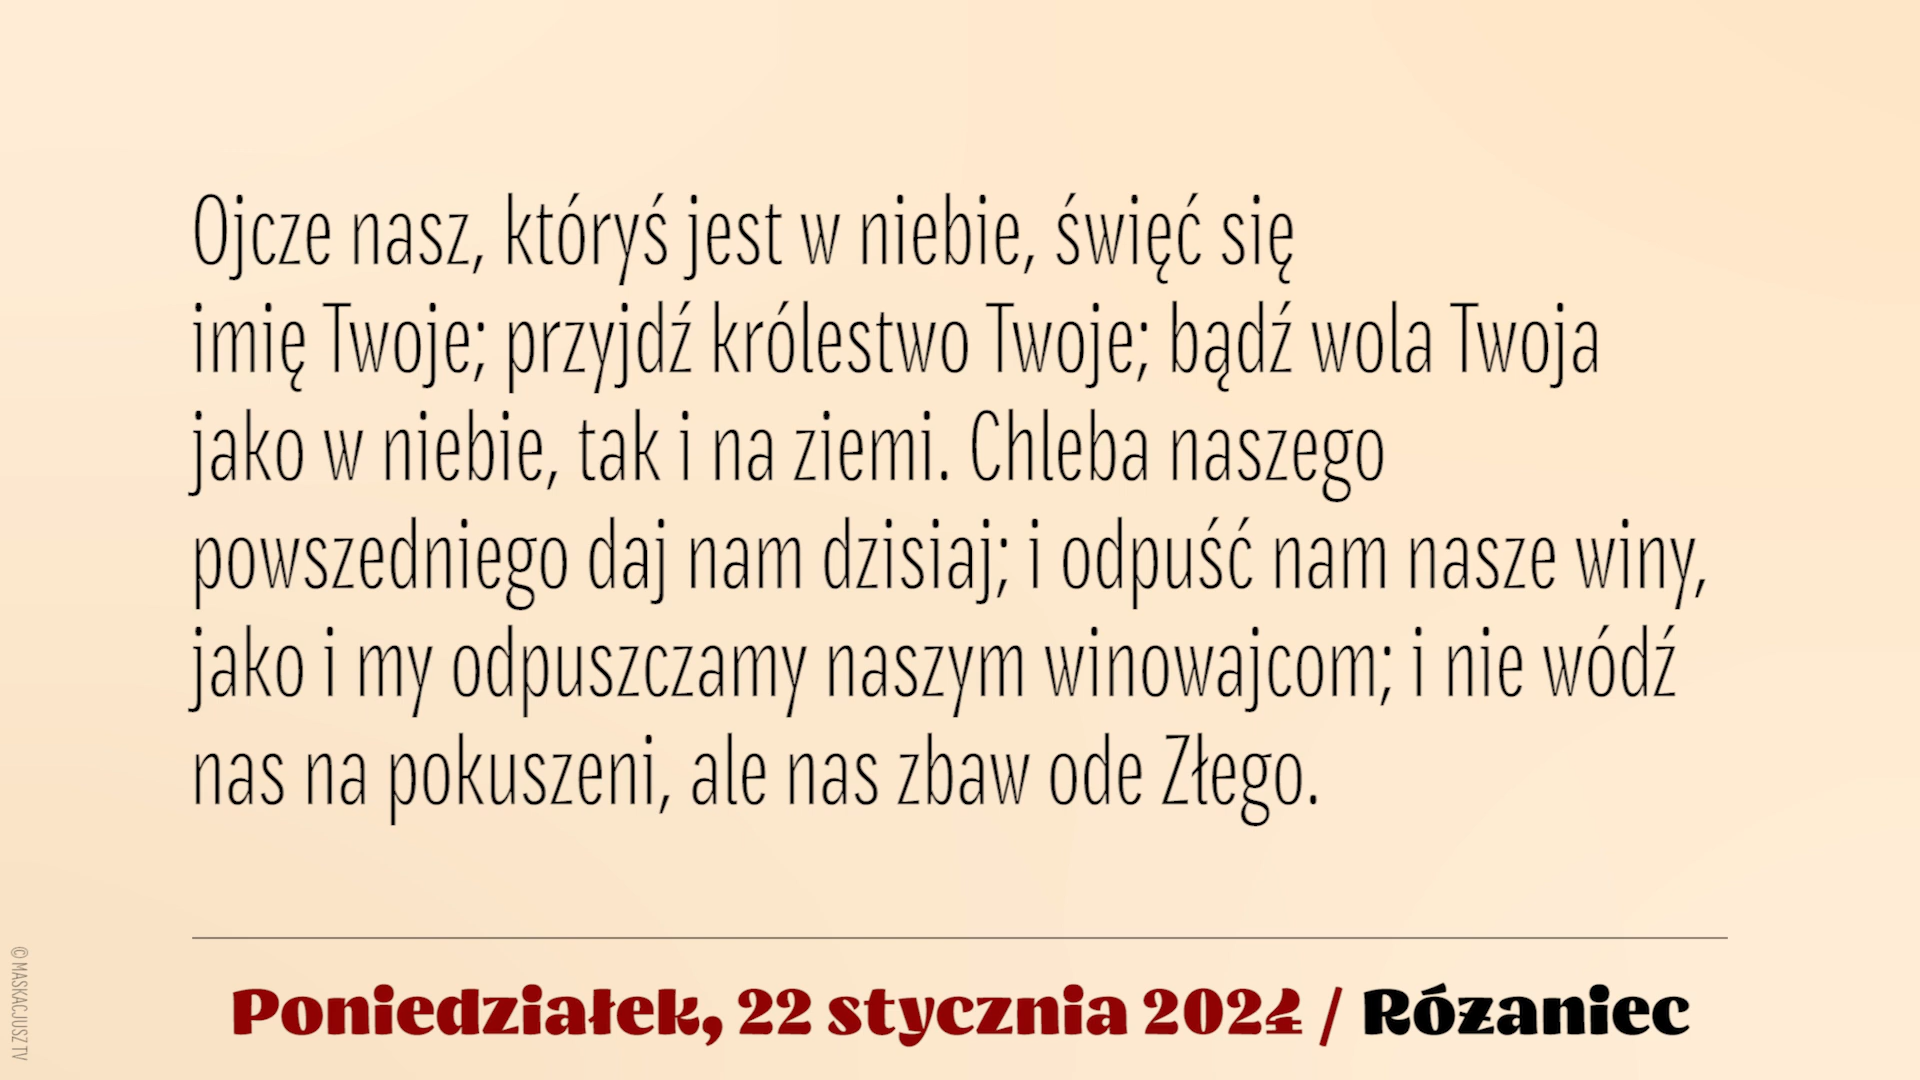 Ojcze nasz, któryś jest w niebie, święć się
imię Twoje; przyjdź królestwo Twoje; bądź wola Twoja
jako w niebie, tak i na ziemi. Chleba naszego
powszedniego daj nam dzisiaj; i odpuść nam nasze winy,
jako i my odpuszczamy naszym winowajcom; i nie wódź
nas na pokuszeni, ale nas zbaw ode Złego.
Poniedziałek, 22 stycznia 2024 / Różaniec
© MASKACJUSZ TV